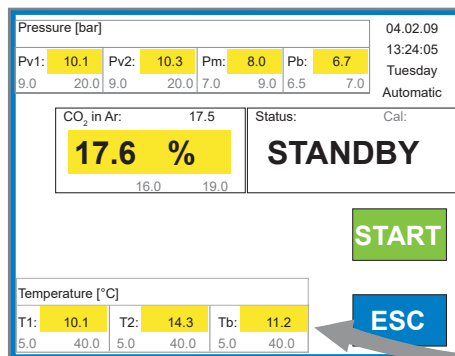 Pressure [bar]
04.02.09
13:24:05
Tuesday
Automatic
Pv1: 10.1 Pv2: 10.3 Pm: 8.0 Pb: 6.7
9.0 20.0 9.0 20.0 7.0 9.0 6.5 7.0
CO₂ in Ar: 17.5
17.6 %
16.0 19.0
Status: Cal:
STANDBY
START
Temperature [°C]
T1: 10.1 T2: 14.3 Tb: 11.2
5.0 40.0 5.0 40.0 5.0 40.0
ESC